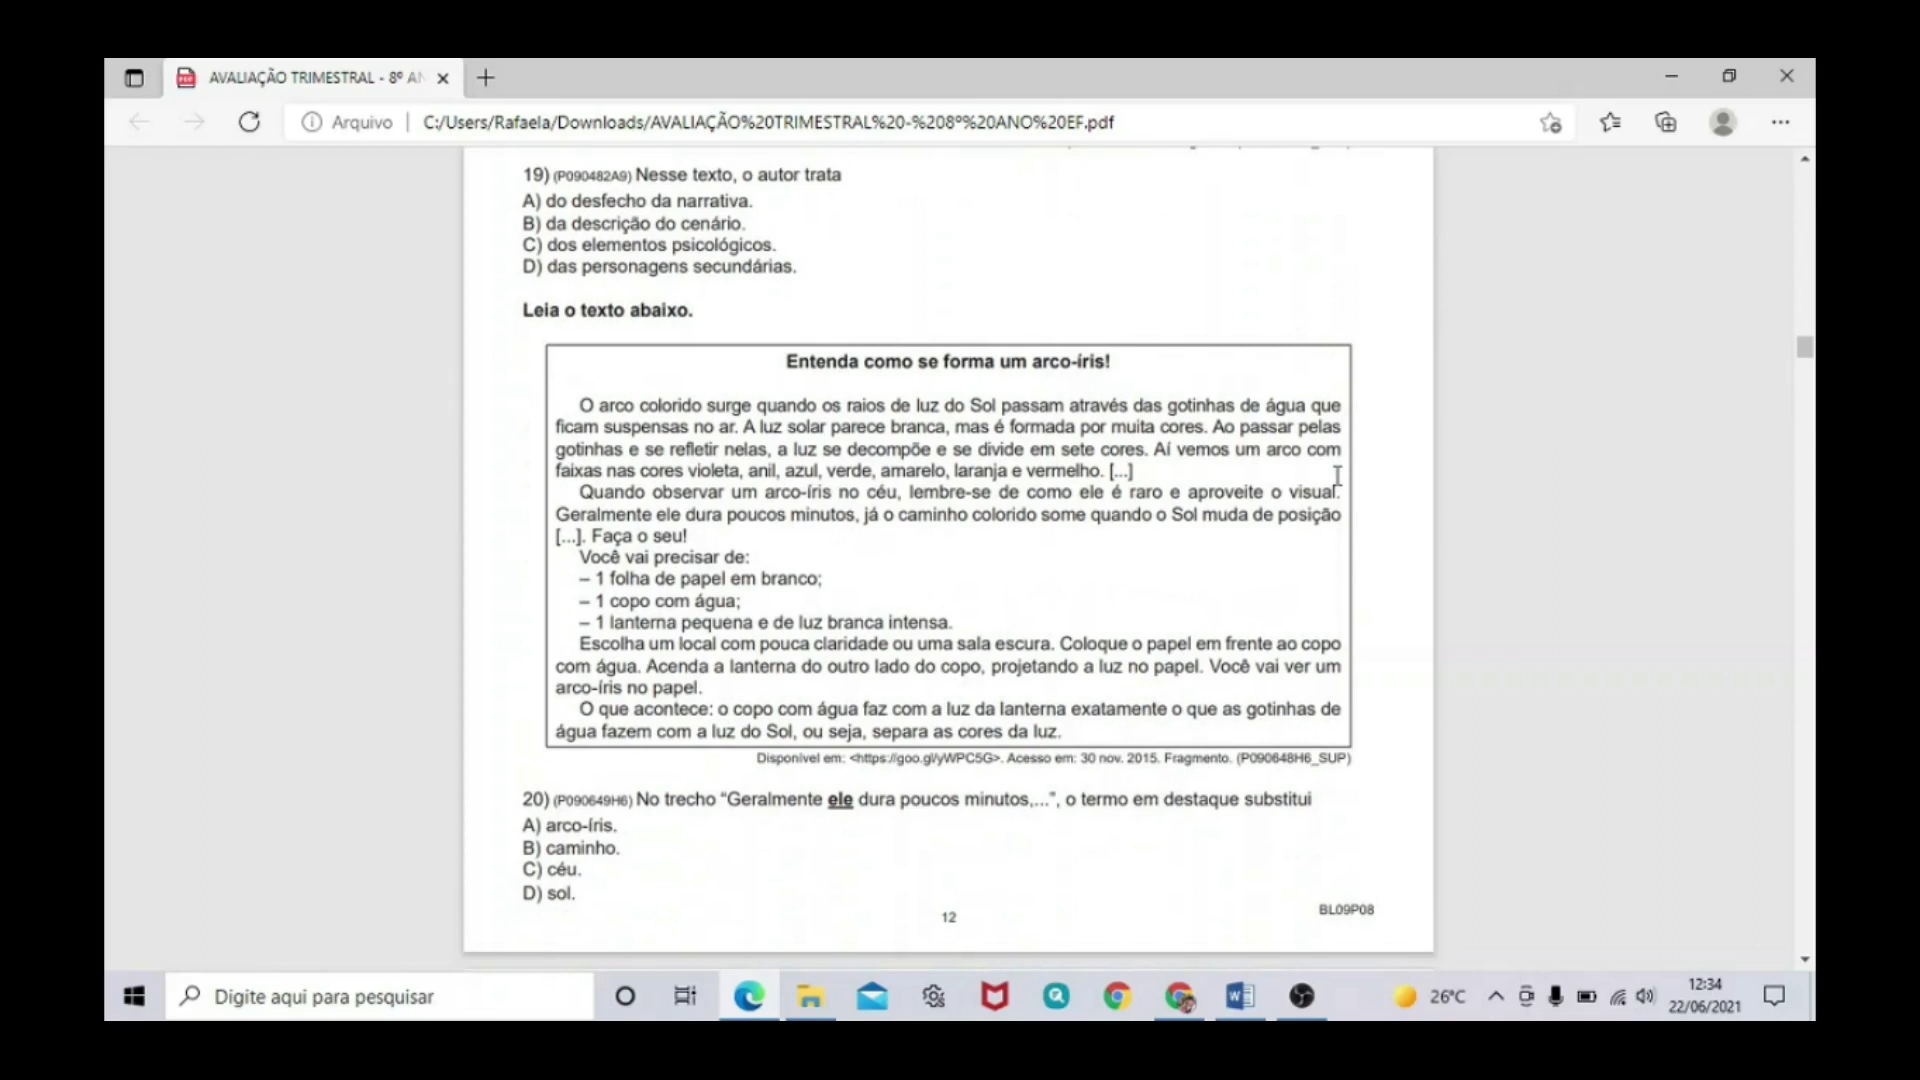 AVALIAÇÃO TRIMESTRAL - 8º AN
Arquivo
C:/Users/Rafaela/Downloads/AVALIAÇÃO%20TRIMESTRAL%20-%208º%20ANO%20EF.pdf
19) (P090482A9) Nesse texto, o autor trata
A) do desfecho da narrativa.
B) da descrição do cenário.
C) dos elementos psicológicos.
D) das personagens secundárias.
Leia o texto abaixo.
Entenda como se forma um arco-íris!
O arco colorido surge quando os raios de luz do Sol passam através das gotinhas de água que
ficam suspensas no ar. A luz solar parece branca, mas é formada por muita cores. Ao passar pelas
gotinhas e se refletir nelas, a luz se decompõe e se divide em sete cores. Aí vemos um arco com
faixas nas cores violeta, anil, azul, verde, amarelo, laranja e vermelho. [...]
Quando observar um arco-íris no céu, lembre-se de como ele é raro e aproveite o visual.
Geralmente ele dura poucos minutos, já o caminho colorido some quando o Sol muda de posição
[...]. Faça o seu!
Você vai precisar de:
– 1 folha de papel em branco;
– 1 copo com água;
– 1 lanterna pequena e de luz branca intensa.
Escolha um local com pouca claridade ou uma sala escura. Coloque o papel em frente ao copo
com água. Acenda a lanterna do outro lado do copo, projetando a luz no papel. Você vai ver um
arco-íris no papel.
O que acontece: o copo com água faz com a luz da lanterna exatamente o que as gotinhas de
água fazem com a luz do Sol, ou seja, separa as cores da luz.
Disponível em: <https://goo.gl/yWPC5G>. Acesso em: 30 nov. 2015. Fragmento. (P090648H6_SUP)
20) (P090649H6) No trecho “Geralmente ele dura poucos minutos,...”, o termo em destaque substitui
A) arco-íris.
B) caminho.
C) céu.
D) sol.
12
BL09P08
Digite aqui para pesquisar
26°C
12:34
22/06/2021